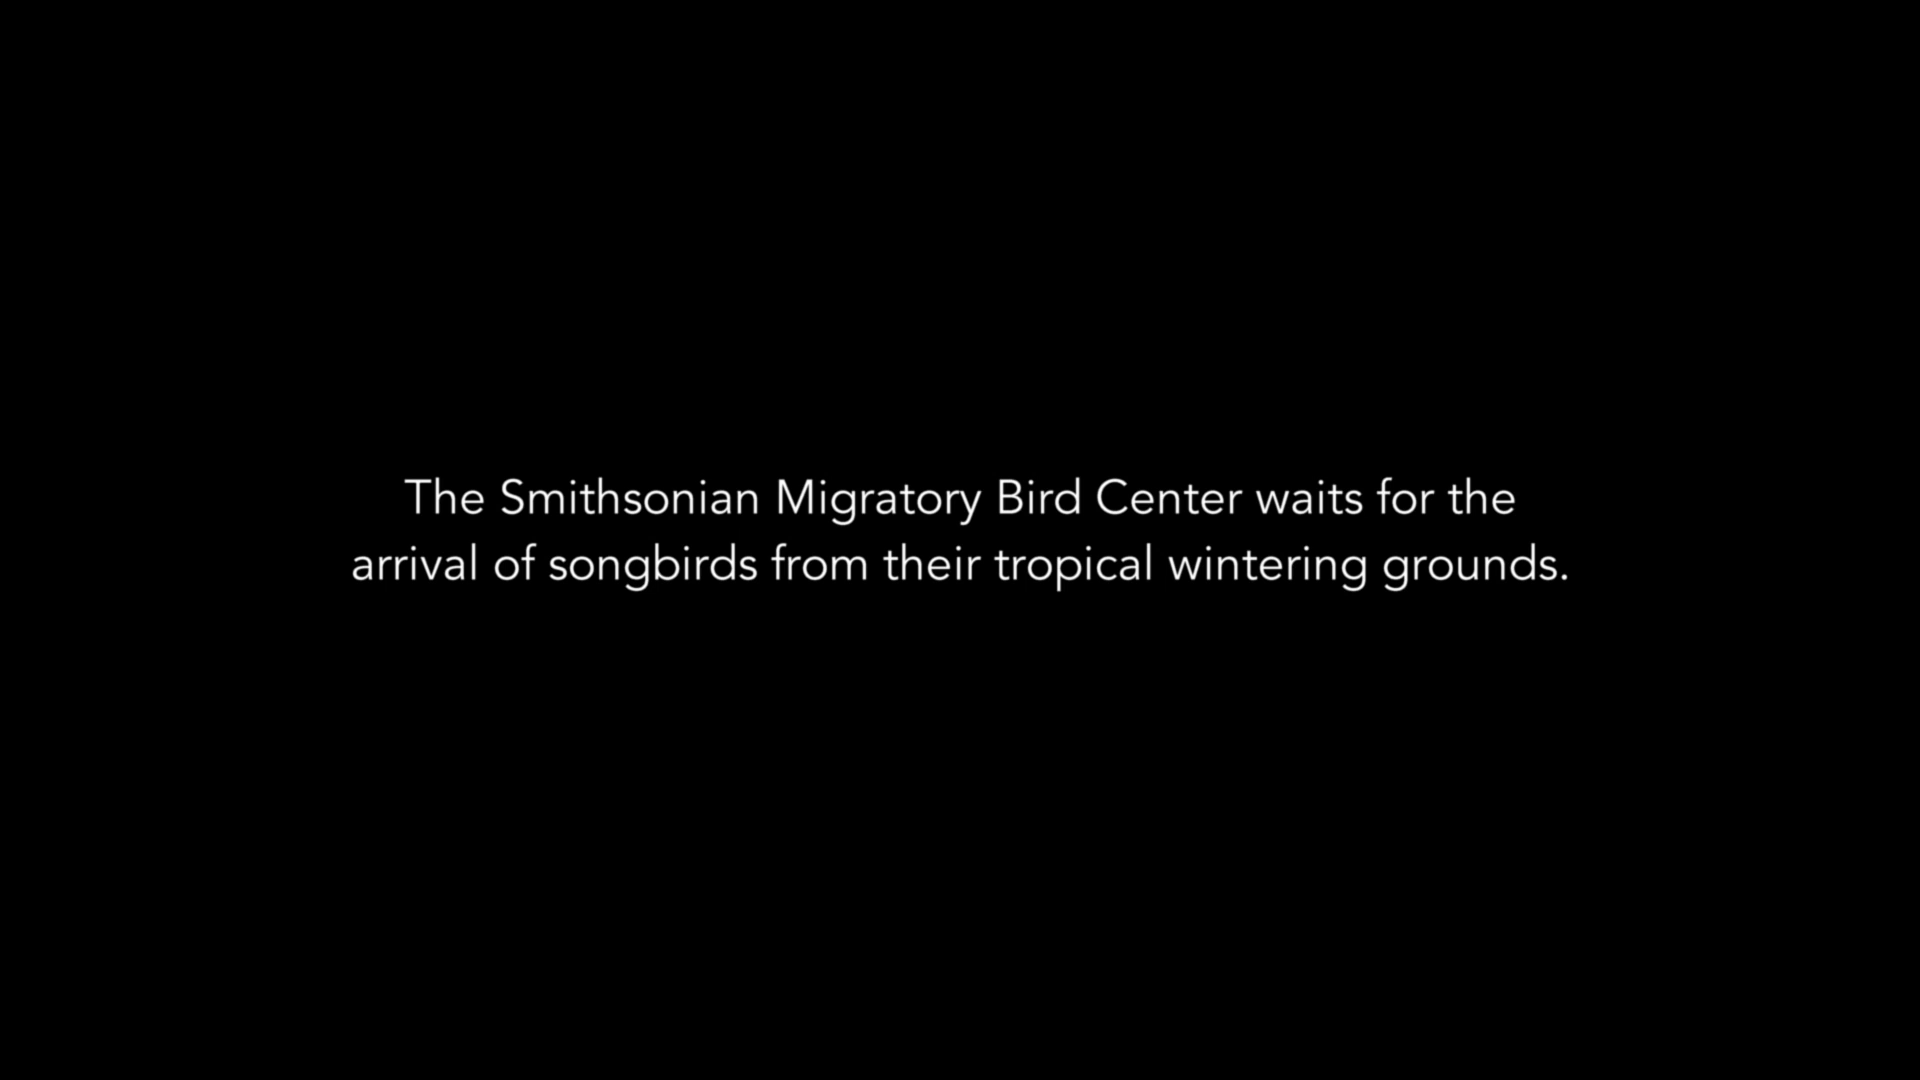 The Smithsonian Migratory Bird Center waits for the
arrival of songbirds from their tropical wintering grounds.